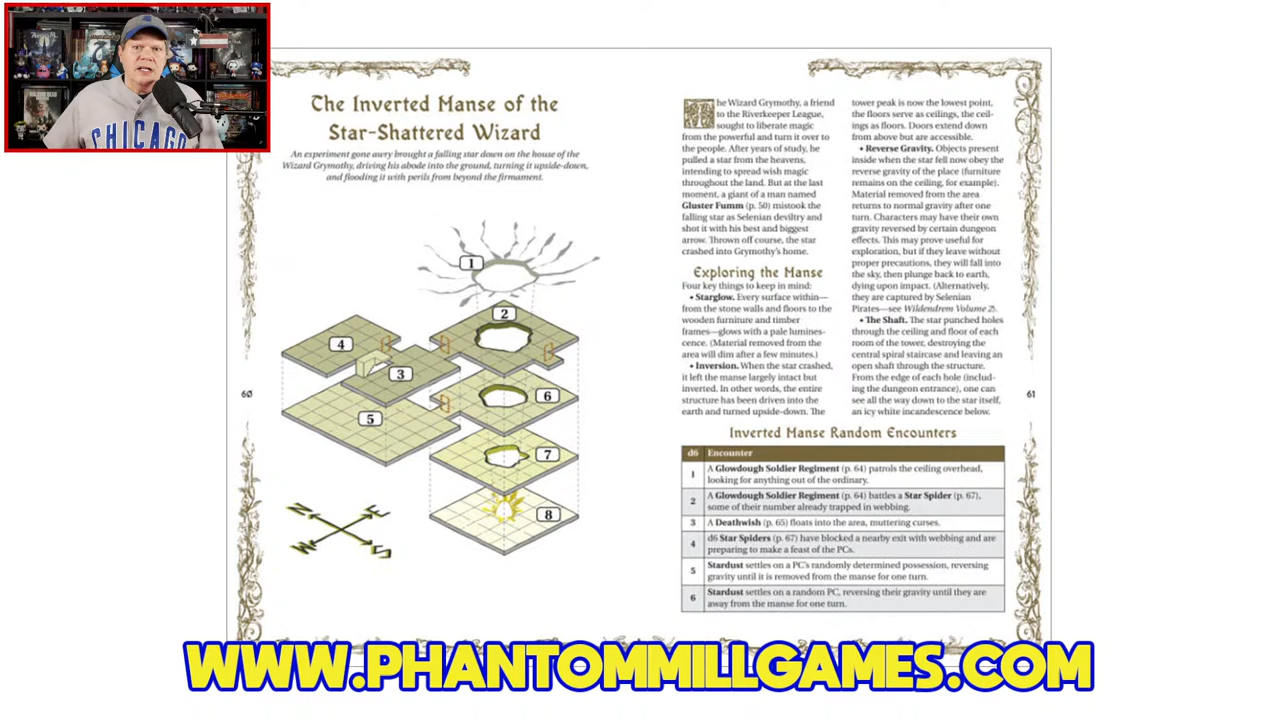 CHICAGO
The Inverted Manse of the
Star-Shattered Wizard
An experiment gone awry brought a falling star down on the house of the
Wizard Grymothy, driving his abode into the ground, turning it upside-down,
and flooding it with perils from beyond the firmament.
1
2
4
3
6
5
7
8
N
E
W
S
60
he Wizard Grymothy, a friend
to the Riverkeeper League,
sought to liberate magic
from the powerful and turn it over to
the people. After years of study, he
pulled a star from the heavens,
intending to spread wish magic
throughout the land. But at the last
moment, a giant of a man named
Gluster Fumm (p. 50) mistook the
falling star as Selenian deviltry and
shot it with his best and biggest
arrow. Thrown off course, the star
crashed into Grymothy's home.
Exploring the Manse
Four key things to keep in mind:
• Starglow. Every surface within—
from the stone walls and floors to the
wooden furniture and timber
frames—glows with a pale lumines-
cence. (Material removed from the
area will dim after a few minutes.)
• Inversion. When the star crashed,
it left the manse largely intact but
inverted. In other words, the entire
structure has been driven into the
earth and turned upside-down. The
tower peak is now the lowest point,
the floors serve as ceilings, the ceil-
ings as floors. Doors extend down
from above but are accessible.
• Reverse Gravity. Objects present
inside when the star fell now obey the
reverse gravity of the place (furniture
remains on the ceiling, for example).
Material removed from the area
returns to normal gravity after one
turn. Characters may have their own
gravity reversed by certain dungeon
effects. This may prove useful for
exploration, but if they leave without
proper precautions, they will fall into
the sky, then plunge back to earth,
dying upon impact. (Alternatively,
they are captured by Selenian
Pirates—see Wildendrem Volume 2).
• The Shaft. The star punched holes
through the ceiling and floor of each
room of the tower, destroying the
central spiral staircase and leaving an
open shaft through the structure.
From the edge of each hole (includ-
ing the dungeon entrance), one can
see all the way down to the star itself,
an icy white incandescence below.
61
Inverted Manse Random Encounters
d6 Encounter
1 A Glowdough Soldier Regiment (p. 64) patrols the ceiling overhead,
looking for anything out of the ordinary.
2 A Glowdough Soldier Regiment (p. 64) battles a Star Spider (p. 67),
some of their number already trapped in webbing.
3 A Deathwish (p. 65) floats into the area, muttering curses.
4 d6 Star Spiders (p. 67) have blocked a nearby exit with webbing and are
preparing to make a feast of the PCs.
5 Stardust settles on a PC's randomly determined possession, reversing
gravity until it is removed from the manse for one turn.
6 Stardust settles on a random PC, reversing their gravity until they are
away from the manse for one turn.
WWW.PHANTOMMILLGAMES.COM